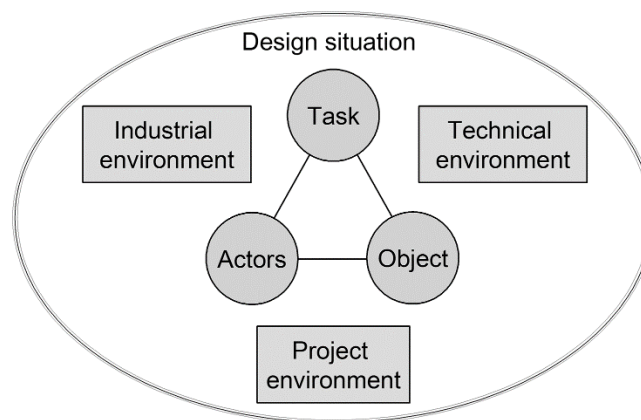 Design situation
Task
Industrial
environment
Technical
environment
Actors
Object
Project
environment